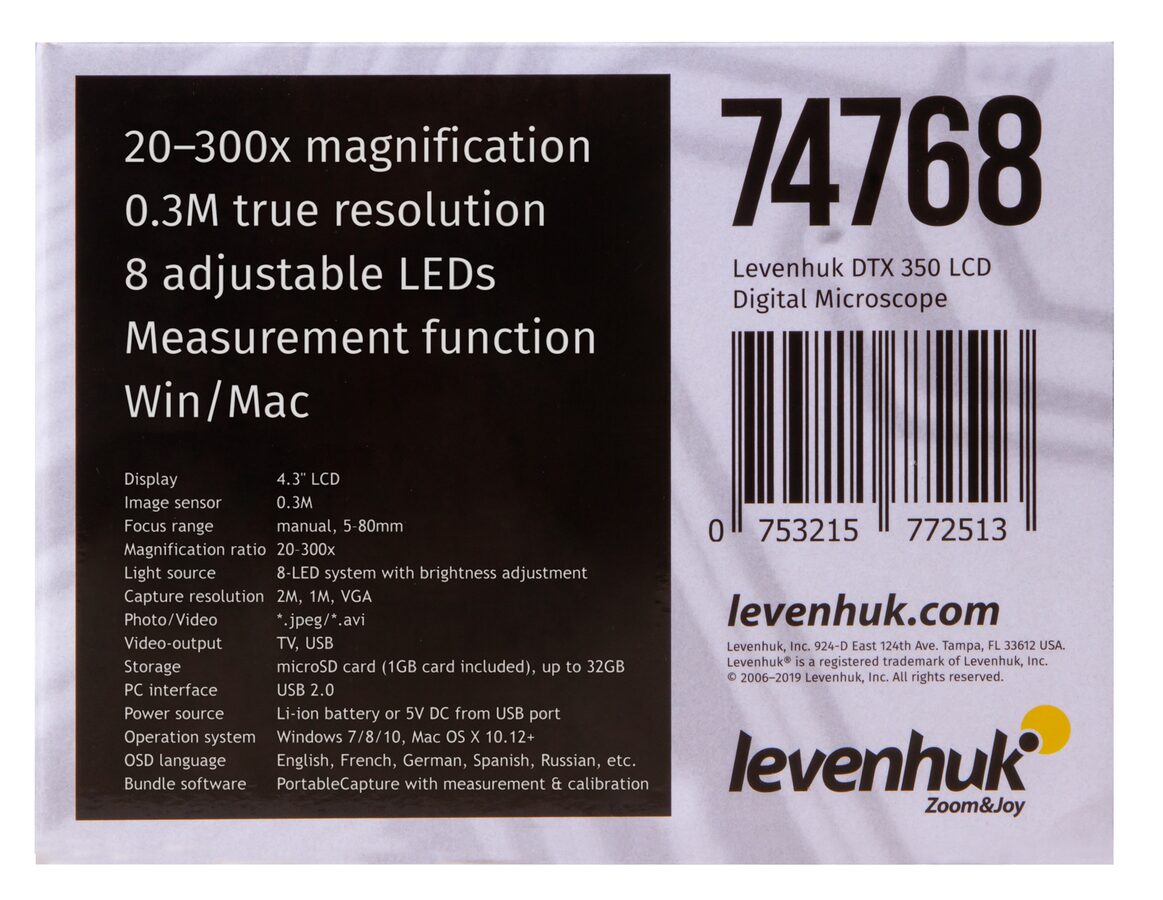 20–300x magnification
0.3M true resolution
8 adjustable LEDs
Measurement function
Win/Mac
Display 4.3" LCD
Image sensor 0.3M
Focus range manual, 5-80mm
Magnification ratio 20-300x
Light source 8-LED system with brightness adjustment
Capture resolution 2M, 1M, VGA
Photo/Video *.jpeg/*.avi
Video-output TV, USB
Storage microSD card (1GB card included), up to 32GB
PC interface USB 2.0
Power source Li-ion battery or 5V DC from USB port
Operation system Windows 7/8/10, Mac OS X 10.12+
OSD language English, French, German, Spanish, Russian, etc.
Bundle software PortableCapture with measurement & calibration
74768
Levenhuk DTX 350 LCD
Digital Microscope
0 753215 772513
levenhuk.com
Levenhuk, Inc. 924-D East 124th Ave. Tampa, FL 33612 USA.
Levenhuk® is a registered trademark of Levenhuk, Inc.
© 2006–2019 Levenhuk, Inc. All rights reserved.
levenhuk
Zoom&Joy